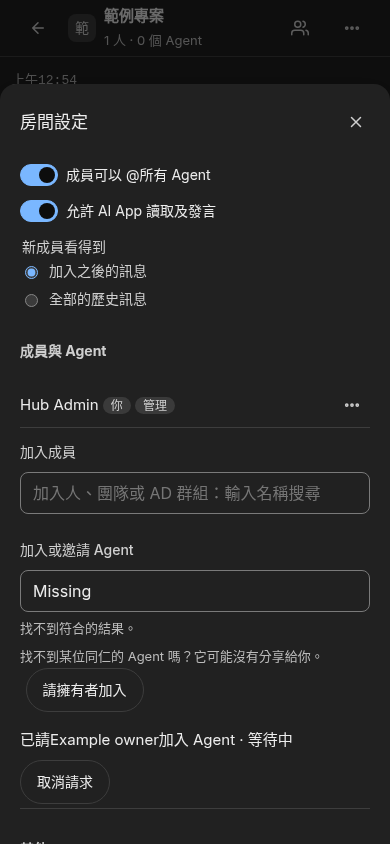 範 範例專案
1 人 · 0 個 Agent
上午12:54
房間設定
成員可以 @所有 Agent
允許 AI App 讀取及發言
新成員看得到
加入之後的訊息
全部的歷史訊息
成員與 Agent
Hub Admin 你 管理
加入成員
加入人、團隊或 AD 群組：輸入名稱搜尋
加入或邀請 Agent
Missing
找不到符合的結果。
找不到某位同仁的 Agent 嗎？它可能沒有分享給你。
請擁有者加入
已請Example owner加入 Agent · 等待中
取消請求